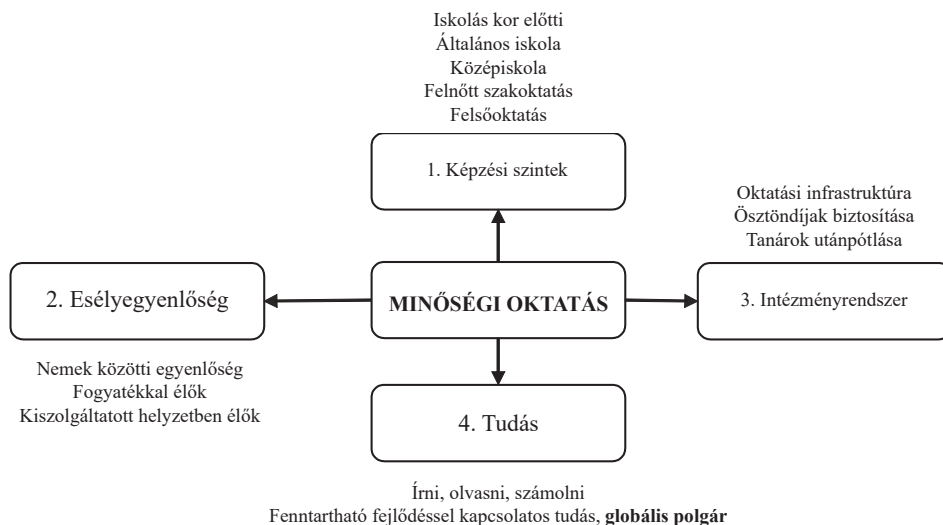 Iskolás kor előtti
Általános iskola
Középiskola
Felnőtt szakoktatás
Felsőoktatás
1. Képzési szintek
Oktatási infrastruktúra
Ösztöndíjak biztosítása
Tanárok utánpótlása
2. Esélyegyenlőség
MINŐSÉGI OKTATÁS
3. Intézményrendszer
Nemek közötti egyenlőség
Fogyatékkal élők
Kiszolgáltatott helyzetben élők
4. Tudás
Írni, olvasni, számolni
Fenntartható fejlődéssel kapcsolatos tudás, globális polgár